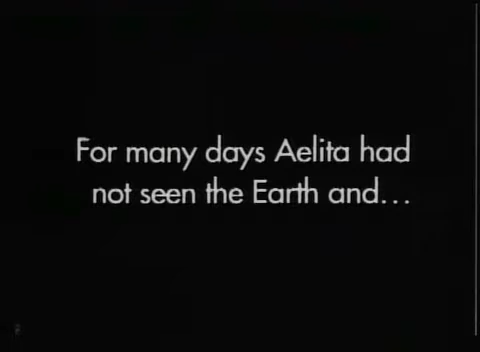 For many days Aelita had
not seen the Earth and...